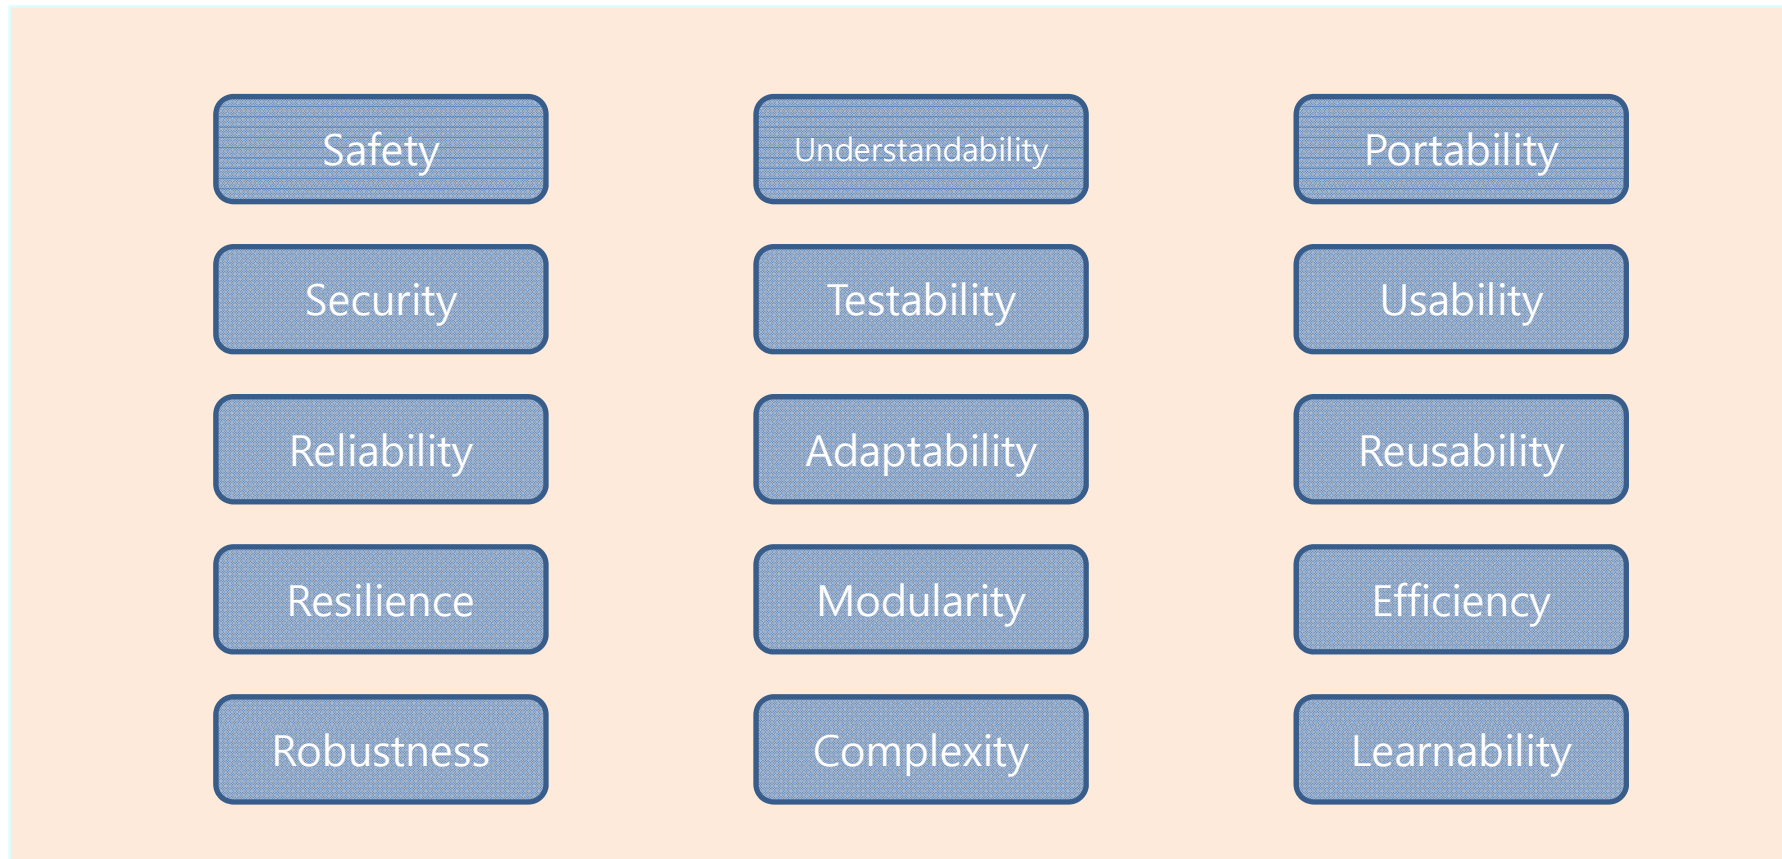 Safety
Understandability
Portability
Security
Testability
Usability
Reliability
Adaptability
Reusability
Resilience
Modularity
Efficiency
Robustness
Complexity
Learnability